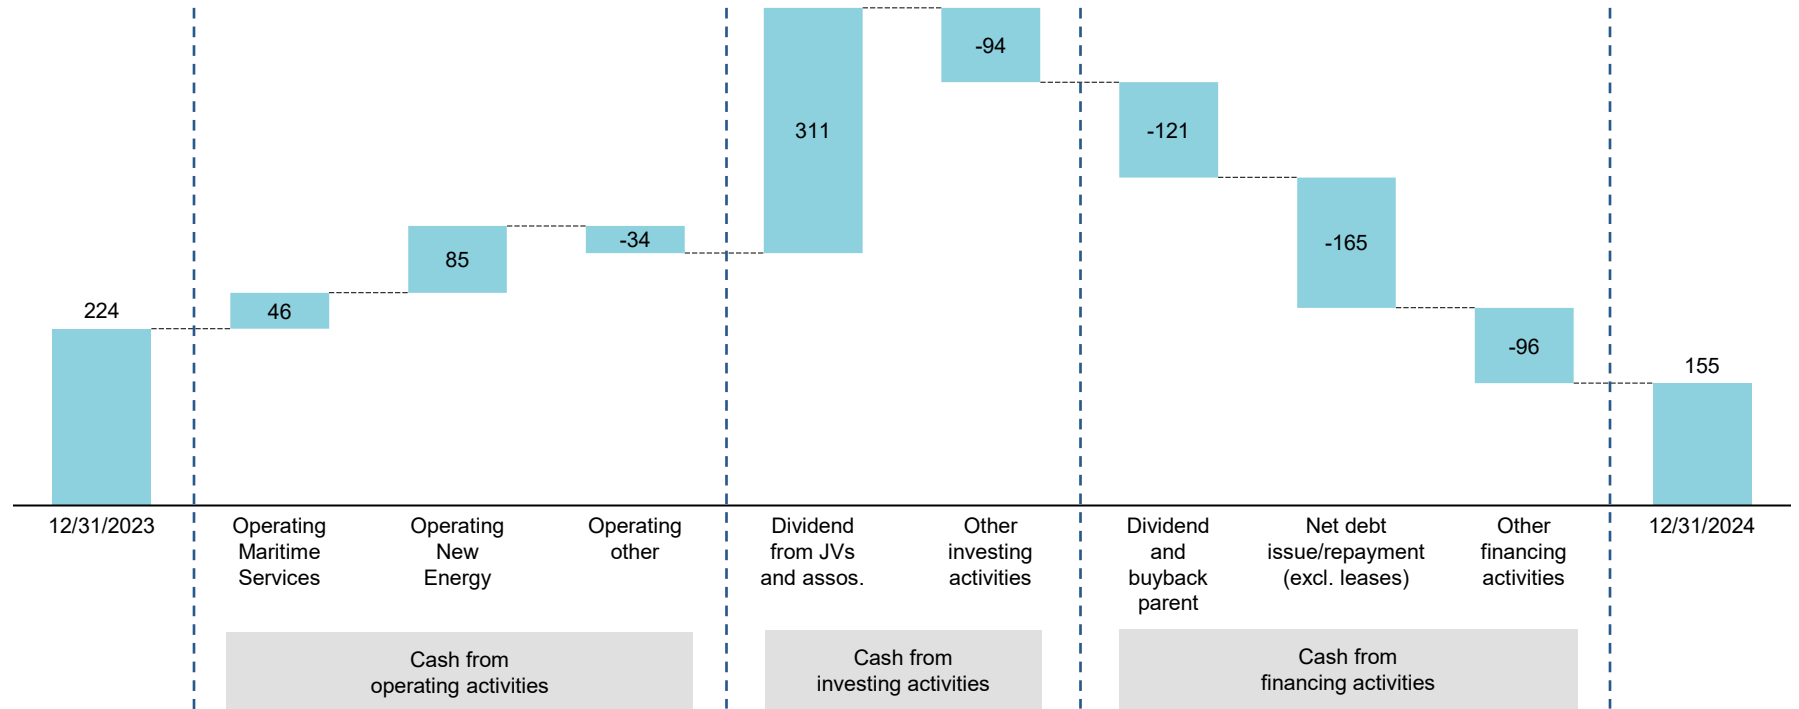 224
46
85
-34
311
-94
-121
-165
-96
155
12/31/2023
Operating
Maritime
Services
Operating
New
Energy
Operating
other
Dividend
from JVs
and assos.
Other
investing
activities
Dividend
and
buyback
parent
Net debt
issue/repayment
(excl. leases)
Other
financing
activities
12/31/2024
Cash from
operating activities
Cash from
investing activities
Cash from
financing activities